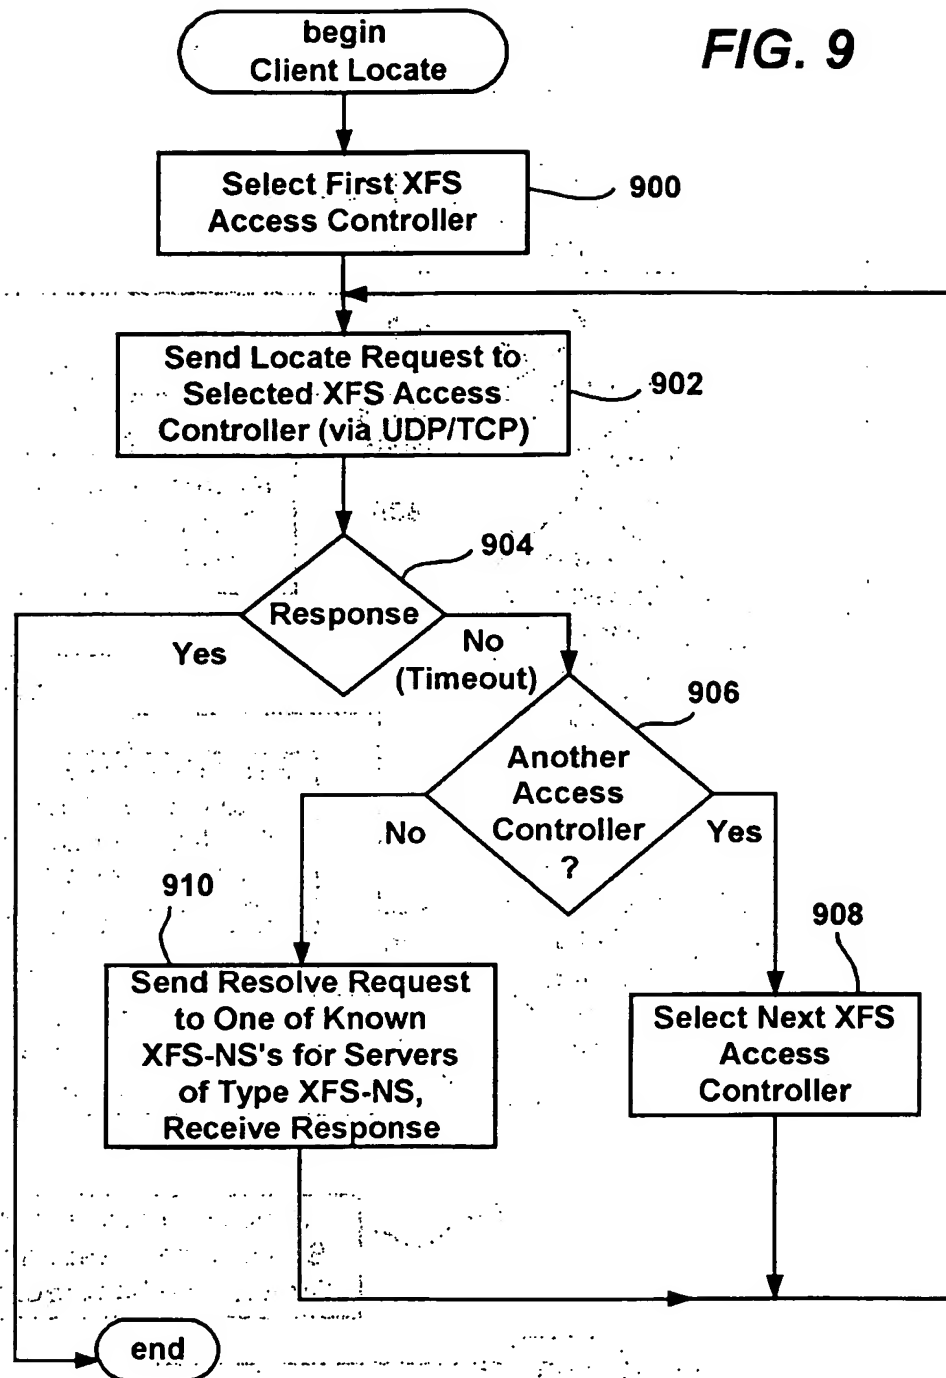 begin
Client Locate
FIG. 9
Select First XFS
Access Controller
900
Send Locate Request to
Selected XFS Access
Controller (via UDP/TCP)
902
904
Response
Yes
No
(Timeout)
906
Another
Access
Controller
?
No
Yes
910
908
Send Resolve Request
to One of Known
XFS-NS's for Servers
of Type XFS-NS,
Receive Response
Select Next XFS
Access
Controller
end